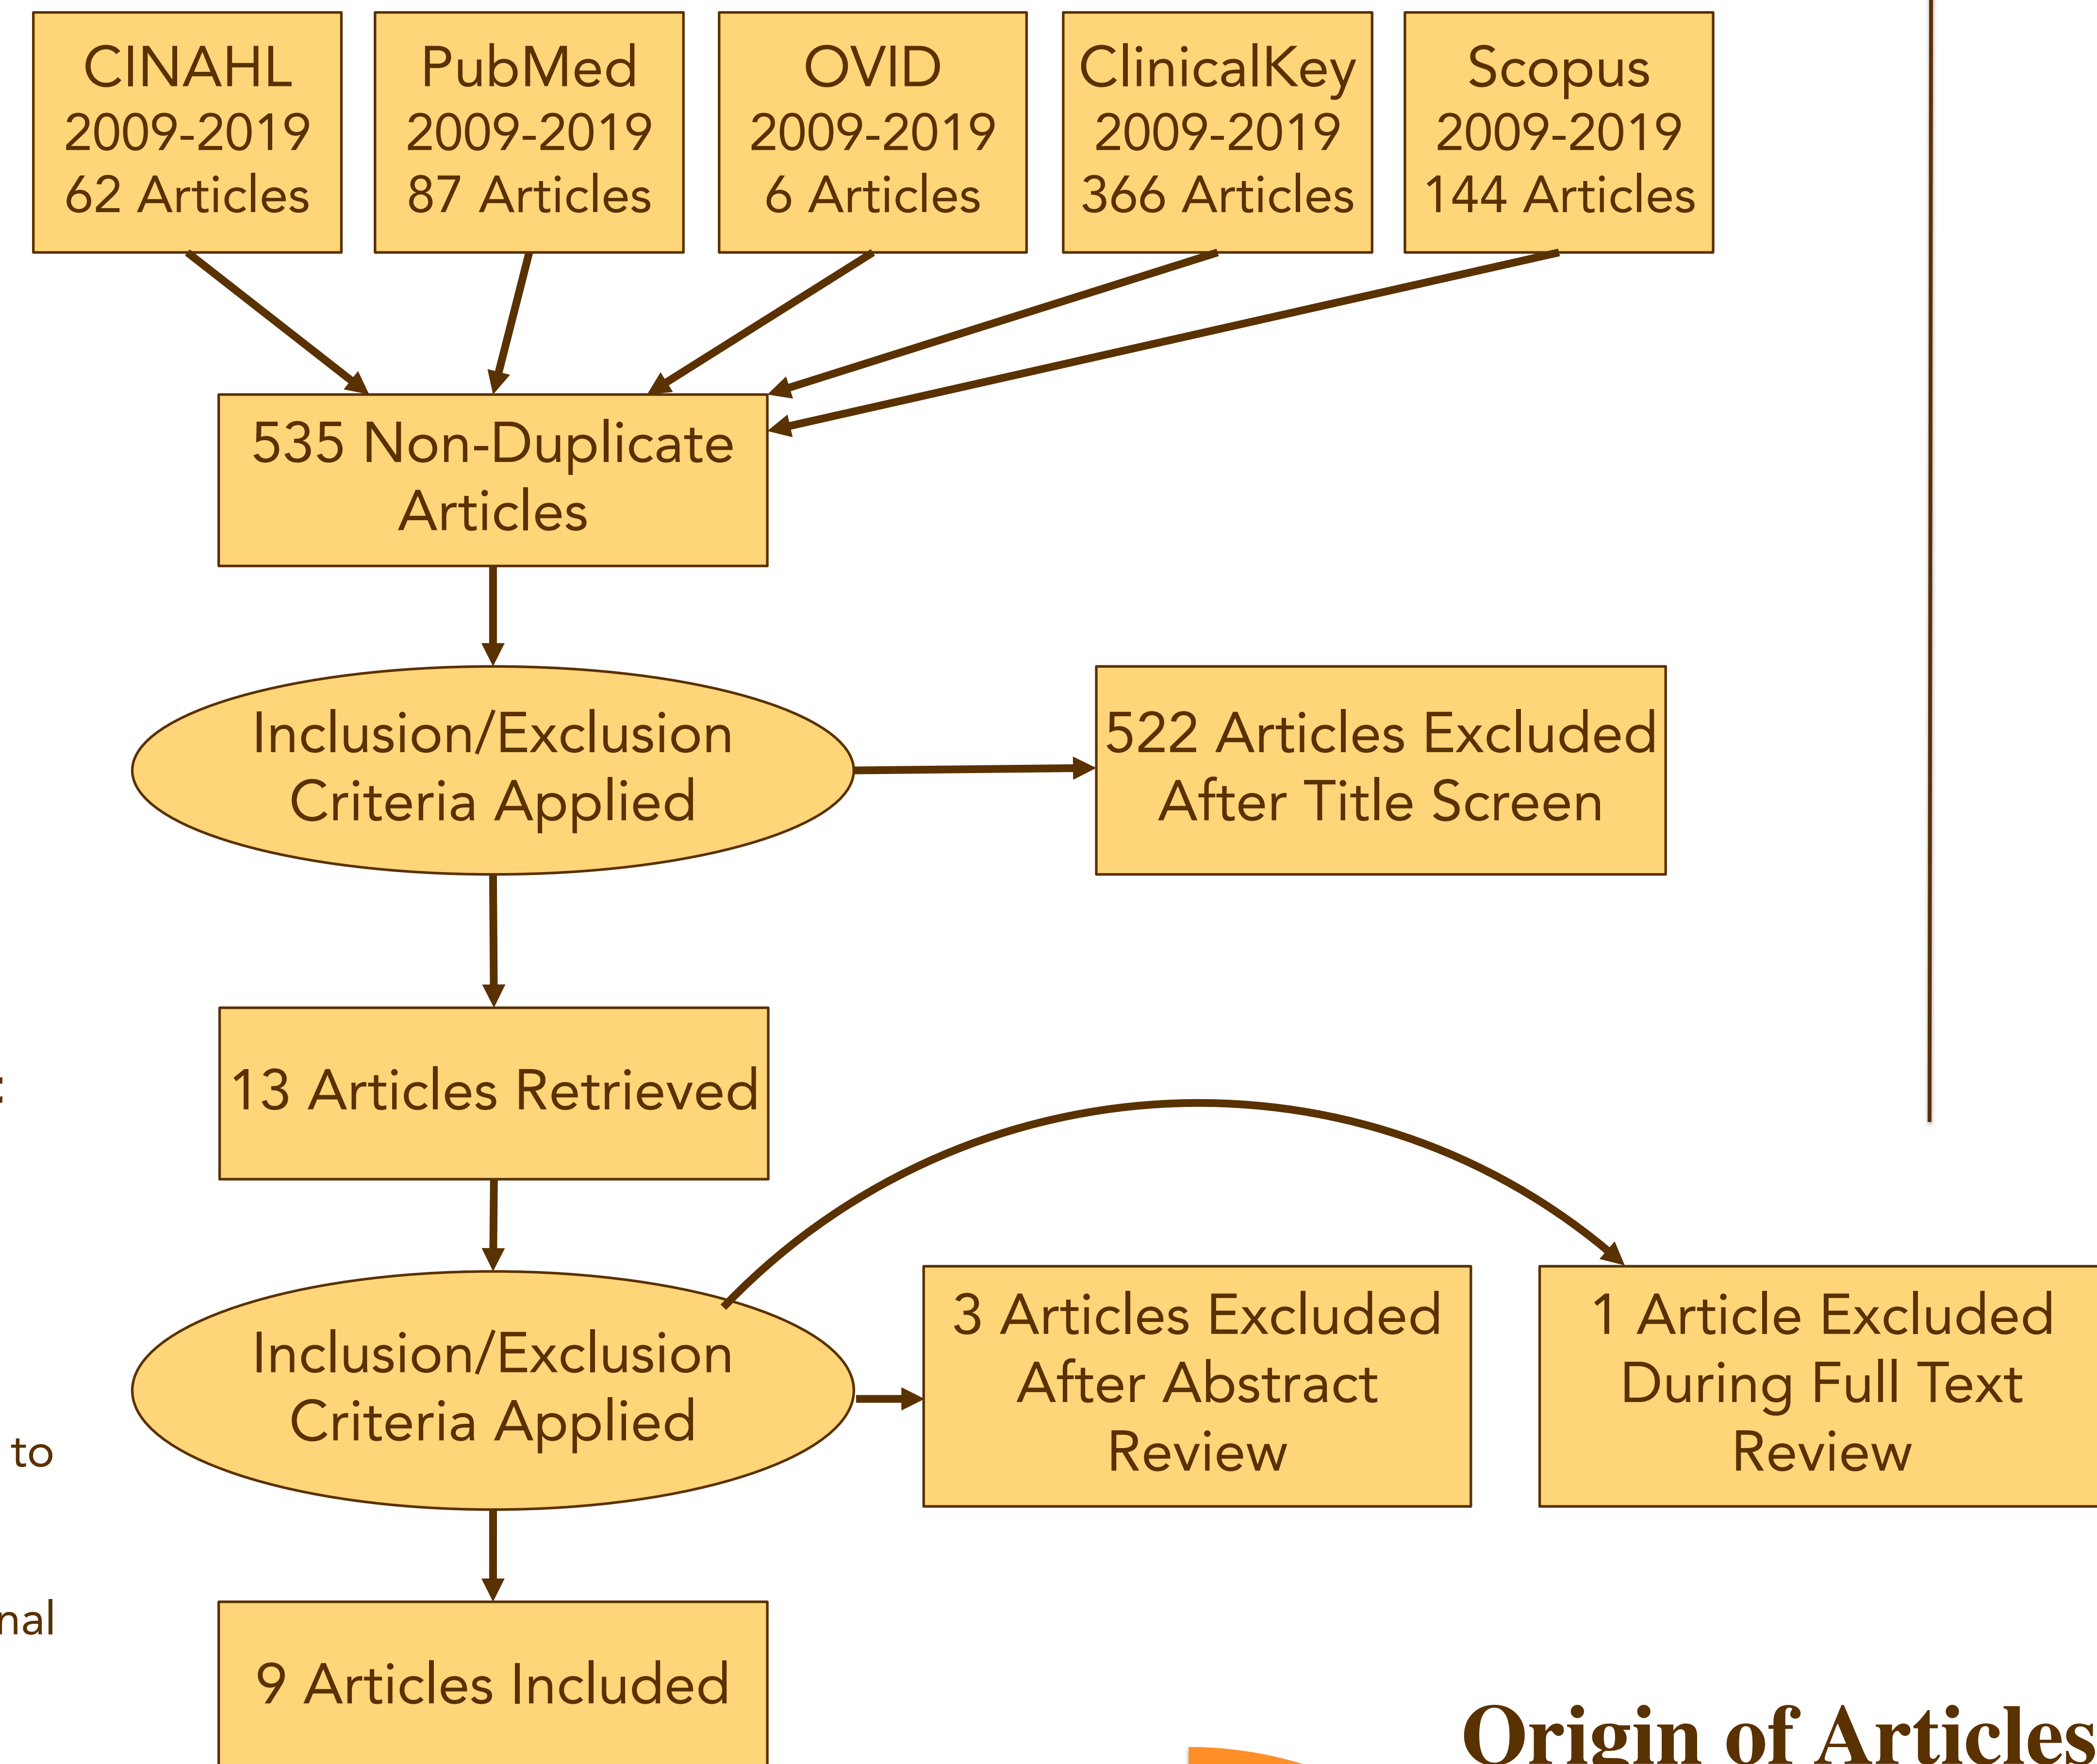 CINAHL
2009-2019
62 Articles
PubMed
2009-2019
87 Articles
OVID
2009-2019
6 Articles
ClinicalKey
2009-2019
366 Articles
Scopus
2009-2019
144 Articles
535 Non-Duplicate
Articles
Inclusion/Exclusion
Criteria Applied
522 Articles Excluded
After Title Screen
13 Articles Retrieved
Inclusion/Exclusion
Criteria Applied
3 Articles Excluded
After Abstract
Review
1 Article Excluded
During Full Text
Review
to
nal
9 Articles Included
Origin of Articles